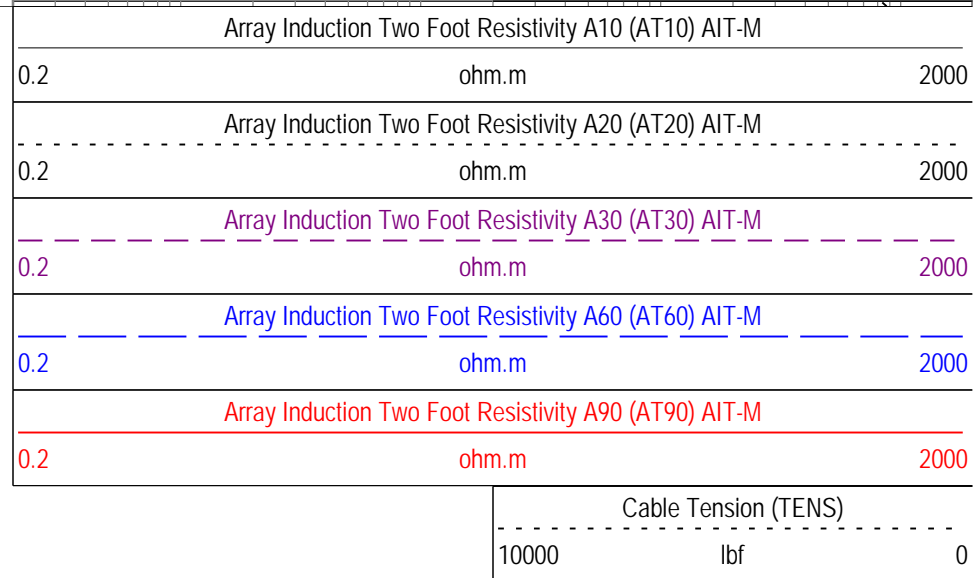 Array Induction Two Foot Resistivity A10 (AT10) AIT-M
0.2 ohm.m 2000
Array Induction Two Foot Resistivity A20 (AT20) AIT-M
0.2 ohm.m 2000
Array Induction Two Foot Resistivity A30 (AT30) AIT-M
0.2 ohm.m 2000
Array Induction Two Foot Resistivity A60 (AT60) AIT-M
0.2 ohm.m 2000
Array Induction Two Foot Resistivity A90 (AT90) AIT-M
0.2 ohm.m 2000
Cable Tension (TENS)
10000 lbf 0